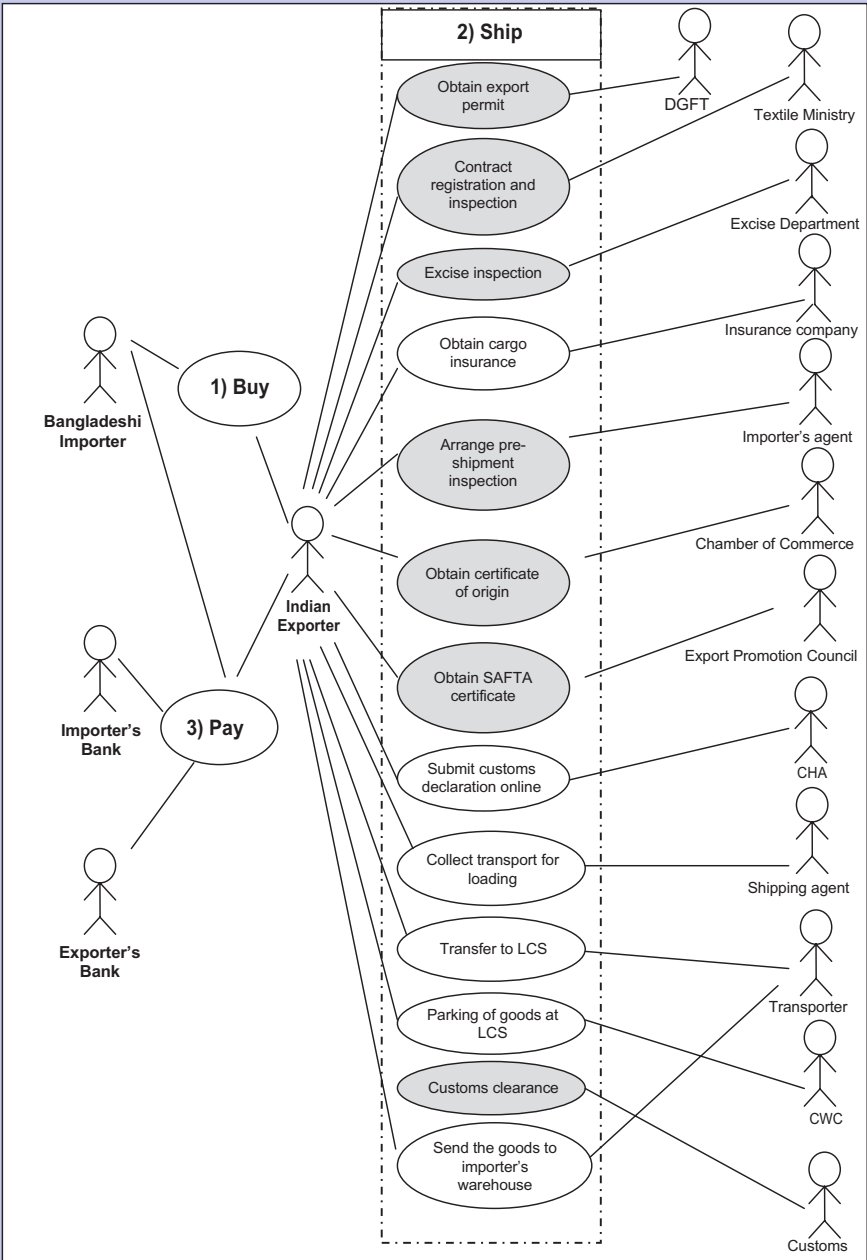 2) Ship
Obtain export
permit
DGFT
Textile Ministry
Contract
registration and
inspection
Excise Department
Excise inspection
Insurance company
Obtain cargo
insurance
Bangladeshi
Importer
1) Buy
Importer's agent
Arrange pre-
shipment
inspection
Chamber of Commerce
Indian
Exporter
Obtain certificate
of origin
Export Promotion Council
Obtain SAFTA
certificate
Importer's
Bank
3) Pay
Submit customs
declaration online
CHA
Collect transport for
loading
Shipping agent
Exporter's
Bank
Transfer to LCS
Transporter
Parking of goods at
LCS
CWC
Customs clearance
Send the goods to
importer's
warehouse
Customs